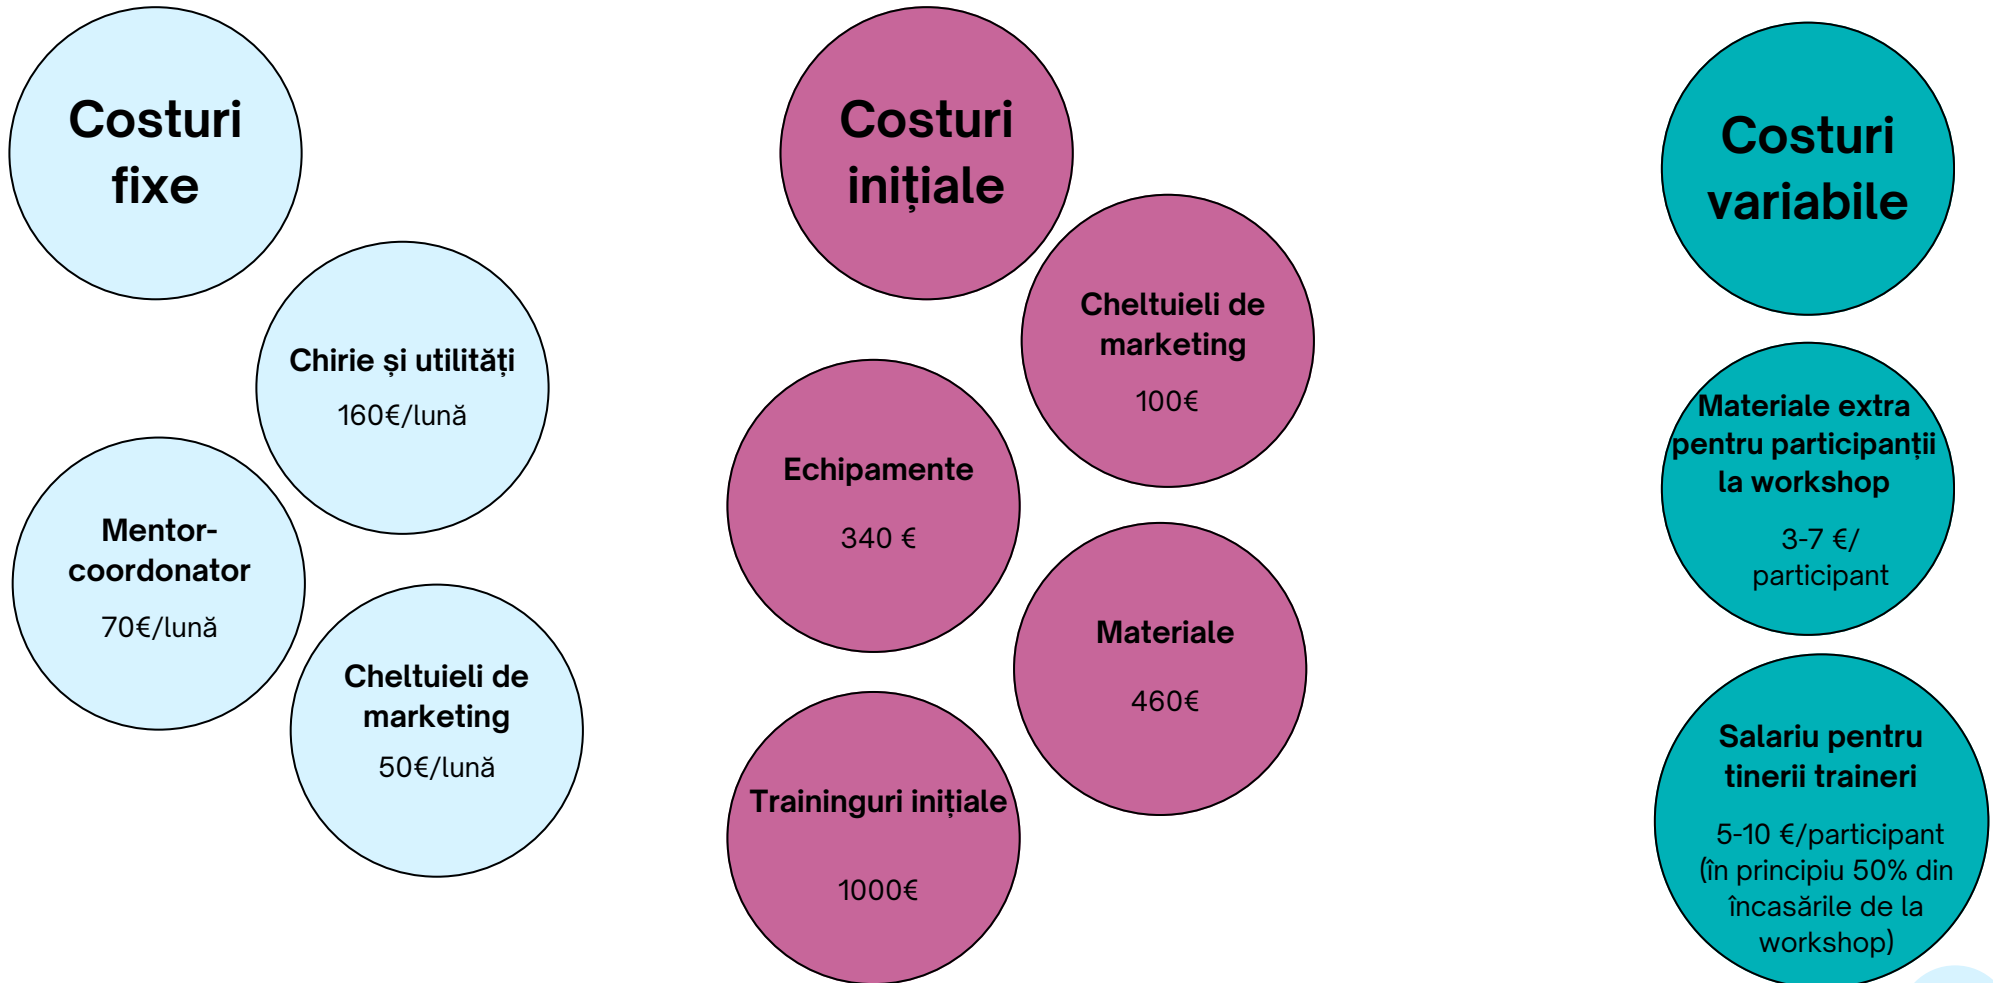 Costuri
fixe
Chirie și utilități
160€/lună
Mentor-
coordonator
70€/lună
Cheltuieli de
marketing
50€/lună
Costuri
inițiale
Cheltuieli de
marketing
100€
Echipamente
340 €
Materiale
460€
Traininguri inițiale
1000€
Costuri
variabile
Materiale extra
pentru participanții
la workshop
3-7 €/
participant
Salariu pentru
tinerii traineri
5-10 €/participant
(în principiu 50% din
încasările de la
workshop)